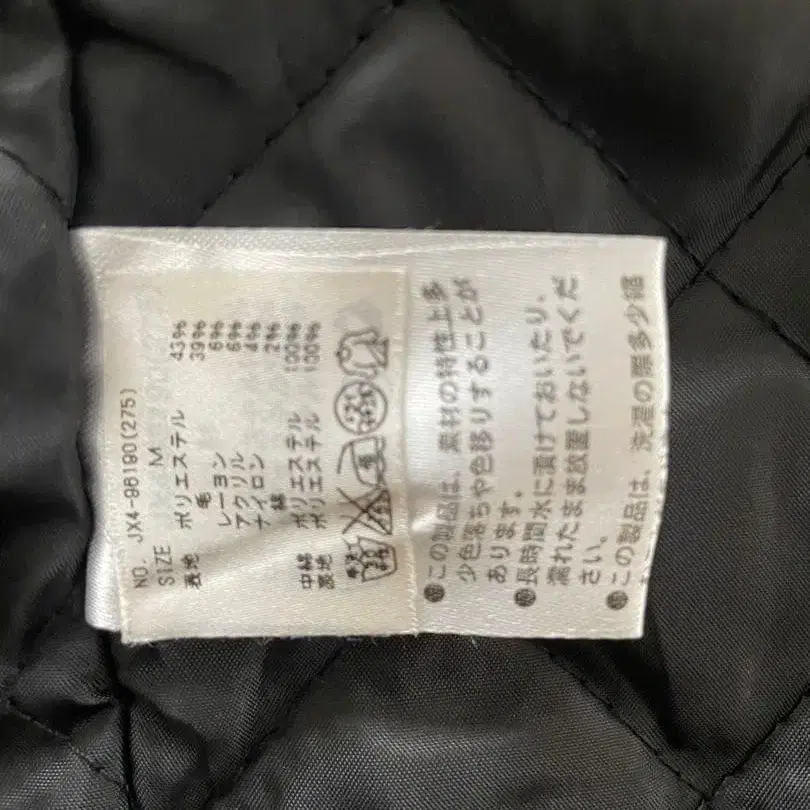 NO. JX4-96190(275)
SIZE M
表地 ポリエステル 43%
毛 39%
レーヨン 6%
アクリル 6%
ナイロン 4%
綿 2%
中綿 ポリエステル 100%
裏地 ポリエステル 100%
●この製品は、素材の特性上多
少色落ちや色移りすることが
あります。
●長時間水に漬けておいたり、
濡れたまま放置しないでくだ
さい。
●この製品は、洗濯の際多少縮